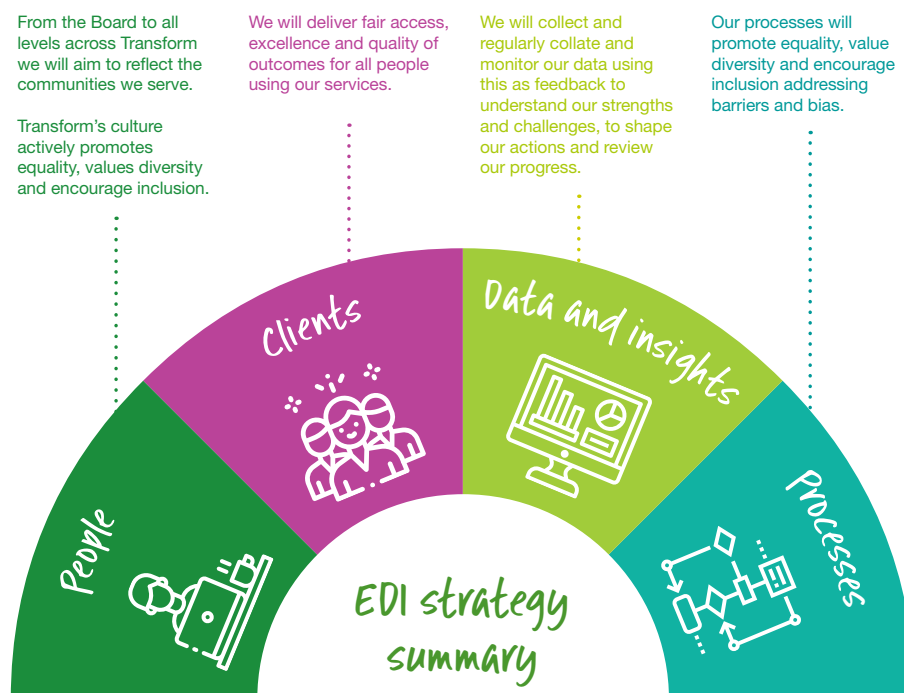 From the Board to all
levels across Transform
we will aim to reflect the
communities we serve.
Transform's culture
actively promotes
equality, values diversity
and encourage inclusion.
We will deliver fair access,
excellence and quality of
outcomes for all people
using our services.
We will collect and
regularly collate and
monitor our data using
this as feedback to
understand our strengths
and challenges, to shape
our actions and review
our progress.
Our processes will
promote equality, value
diversity and encourage
inclusion addressing
barriers and bias.
People
Clients
Data and insights
Processes
EDI strategy
summary